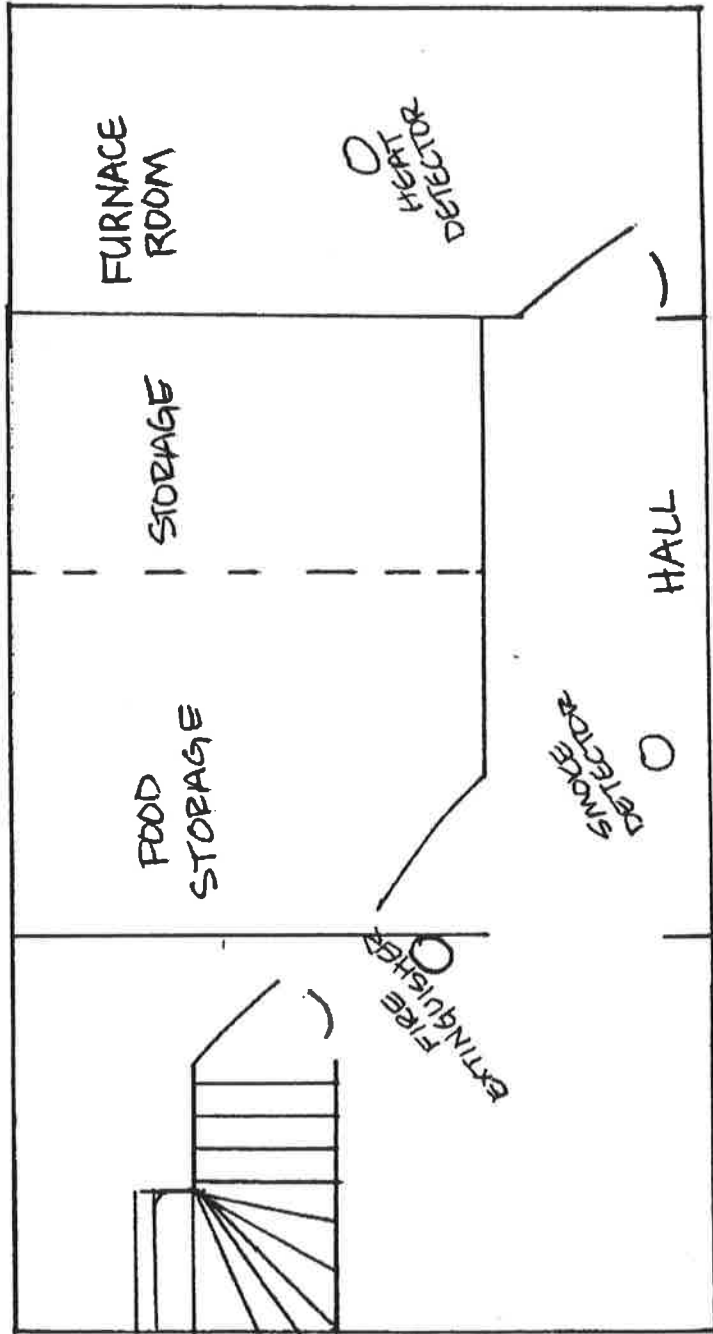 FURNACE
ROOM
HEAT
DETECTOR
STORAGE
HALL
FOOD
STORAGE
SMOKE
DETECTOR
FIRE
EXTINGUISHER